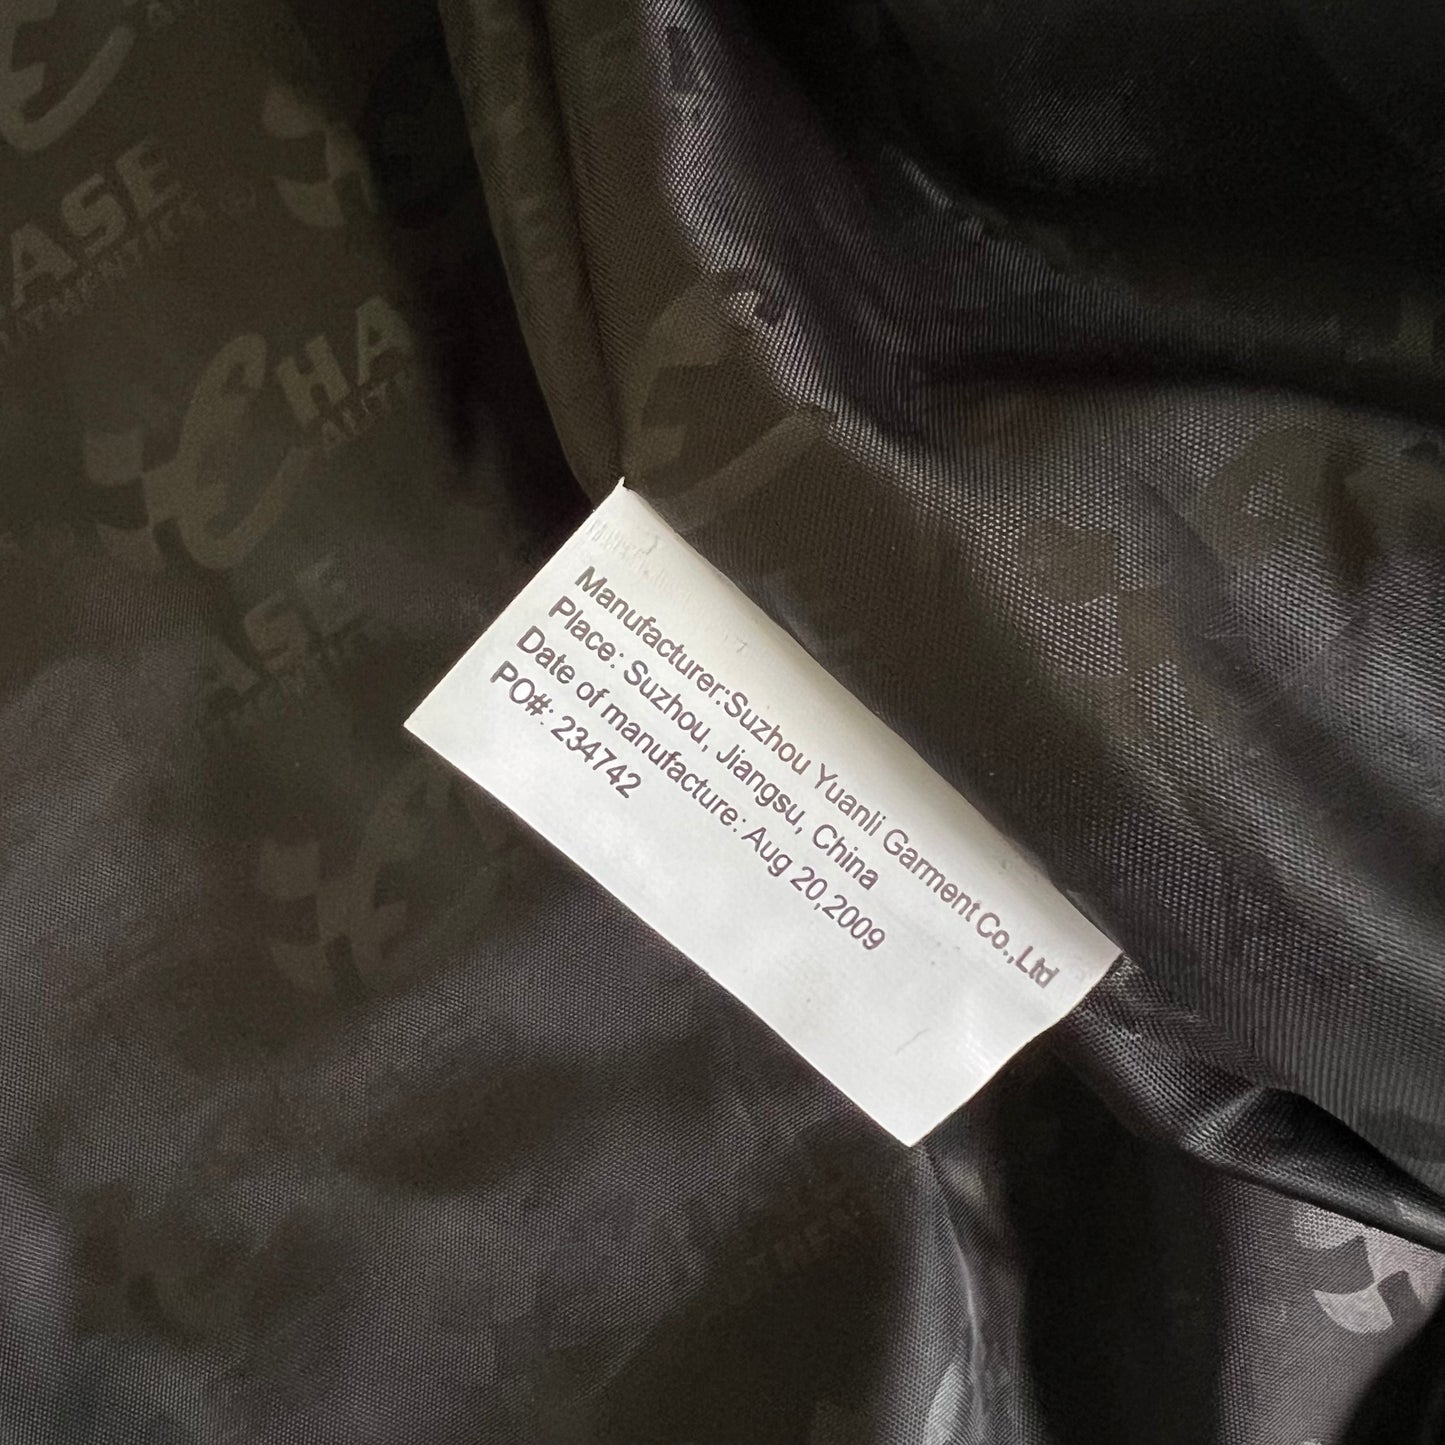 CHASE
AUTHENTICS
CHASE
Manufacturer:Suzhou Yuanli Garment Co.,Ltd
Place: Suzhou, Jiangsu, China
Date of manufacture: Aug 20,2009
PO#: 234742